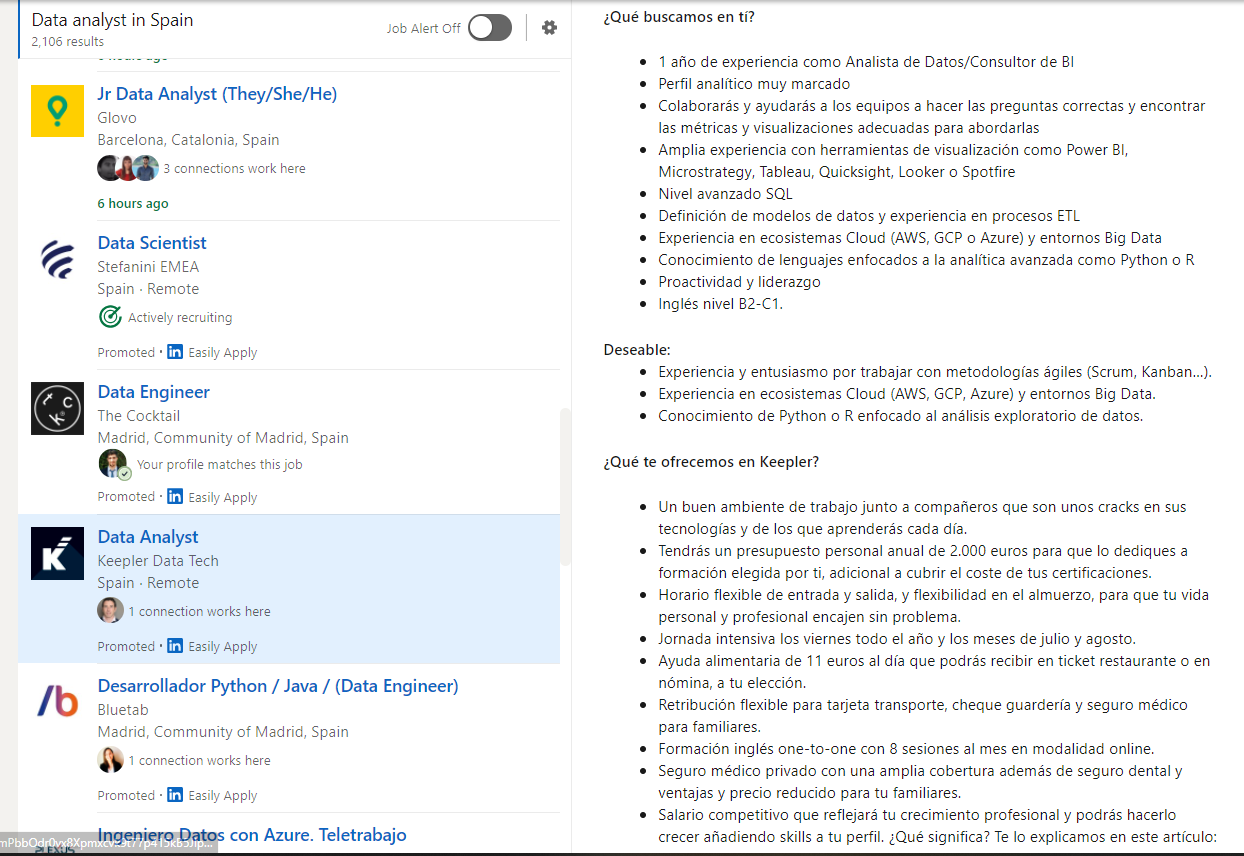 Data analyst in Spain
2,106 results
Job Alert Off
Jr Data Analyst (They/She/He)
Glovo
Barcelona, Catalonia, Spain
3 connections work here
6 hours ago
Data Scientist
Stefanini EMEA
Spain · Remote
Actively recruiting
Promoted · in Easily Apply
Data Engineer
The Cocktail
Madrid, Community of Madrid, Spain
Your profile matches this job
Promoted · in Easily Apply
Data Analyst
Keepler Data Tech
Spain · Remote
1 connection works here
Promoted · in Easily Apply
Desarrollador Python / Java / (Data Engineer)
Bluetab
Madrid, Community of Madrid, Spain
1 connection works here
Promoted · in Easily Apply
Ingeniero Datos con Azure. Teletrabajo
¿Qué buscamos en tí?
• 1 año de experiencia como Analista de Datos/Consultor de BI
• Perfil analítico muy marcado
• Colaborarás y ayudarás a los equipos a hacer las preguntas correctas y encontrar
las métricas y visualizaciones adecuadas para abordarlas
• Amplia experiencia con herramientas de visualización como Power BI,
Microstrategy, Tableau, Quicksight, Looker o Spotfire
• Nivel avanzado SQL
• Definición de modelos de datos y experiencia en procesos ETL
• Experiencia en ecosistemas Cloud (AWS, GCP o Azure) y entornos Big Data
• Conocimiento de lenguajes enfocados a la analítica avanzada como Python o R
• Proactividad y liderazgo
• Inglés nivel B2-C1.
Deseable:
• Experiencia y entusiasmo por trabajar con metodologías ágiles (Scrum, Kanban...).
• Experiencia en ecosistemas Cloud (AWS, GCP, Azure) y entornos Big Data.
• Conocimiento de Python o R enfocado al análisis exploratorio de datos.
¿Qué te ofrecemos en Keepler?
• Un buen ambiente de trabajo junto a compañeros que son unos cracks en sus
tecnologías y de los que aprenderás cada día.
• Tendrás un presupuesto personal anual de 2.000 euros para que lo dediques a
formación elegida por ti, adicional a cubrir el coste de tus certificaciones.
• Horario flexible de entrada y salida, y flexibilidad en el almuerzo, para que tu vida
personal y profesional encajen sin problema.
• Jornada intensiva los viernes todo el año y los meses de julio y agosto.
• Ayuda alimentaria de 11 euros al día que podrás recibir en ticket restaurante o en
nómina, a tu elección.
• Retribución flexible para tarjeta transporte, cheque guardería y seguro médico
para familiares.
• Formación inglés one-to-one con 8 sesiones al mes en modalidad online.
• Seguro médico privado con una amplia cobertura además de seguro dental y
ventajas y precio reducido para tu familiares.
• Salario competitivo que reflejará tu crecimiento profesional y podrás hacerlo
crecer añadiendo skills a tu perfil. ¿Qué significa? Te lo explicamos en este artículo: